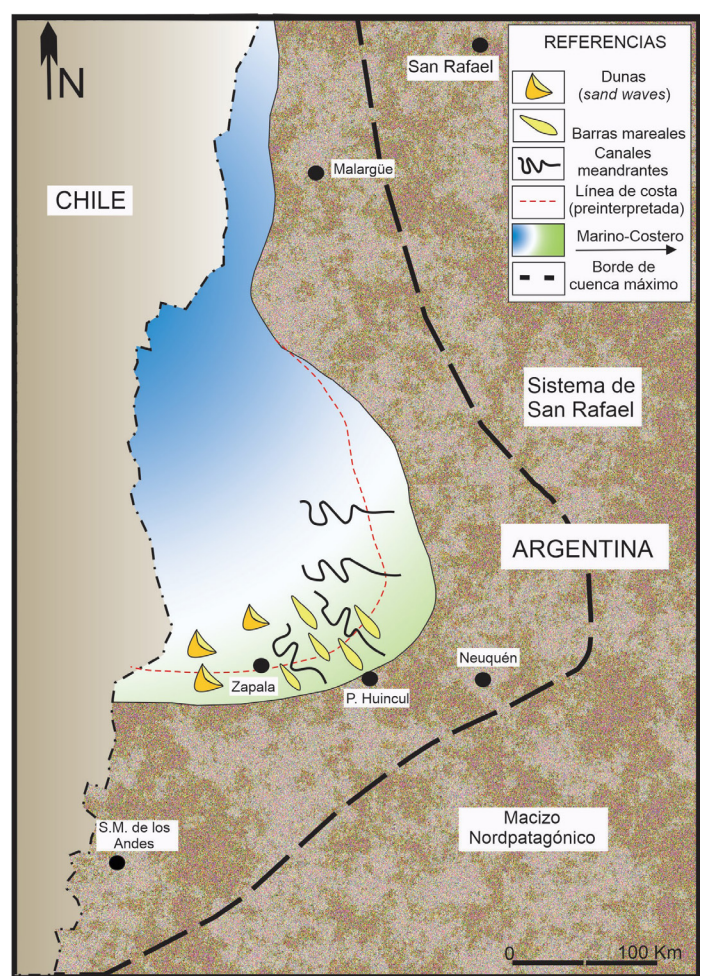 N
San Rafael
Malargüe
CHILE
REFERENCIAS
Dunas
(sand waves)
Barras mareales
Canales
meandrantes
Línea de costa
(preinterpretada)
Marino-Costero
Borde de
cuenca máximo
Sistema de
San Rafael
ARGENTINA
Zapala
P. Huincul
Neuquén
S.M. de los
Andes
Macizo
Nordpatagónico
0 100 Km